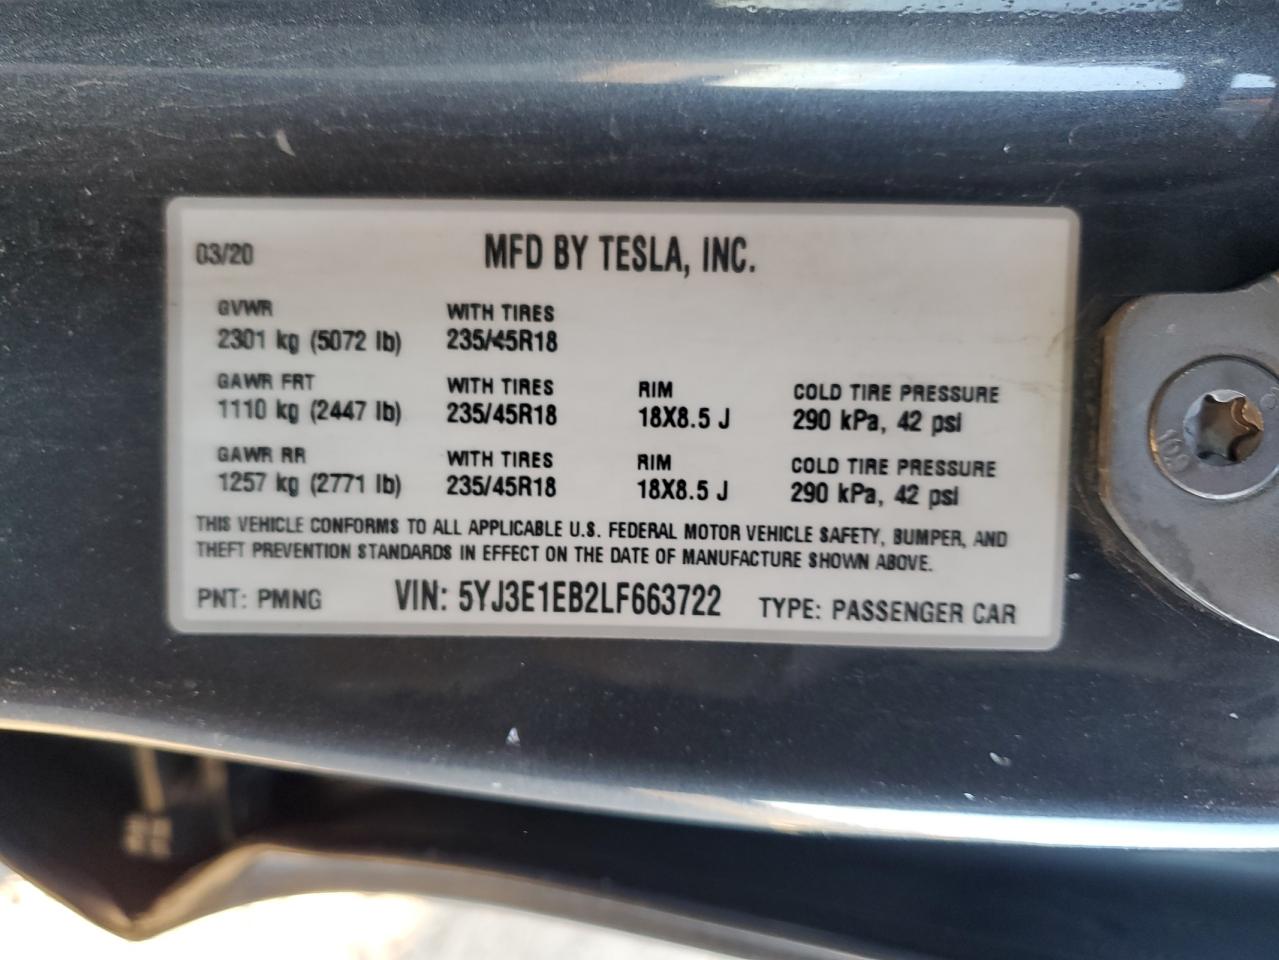 03/20 MFD BY TESLA, INC.
GVWR WITH TIRES
2301 kg (5072 lb) 235/45R18
GAWR FRT WITH TIRES RIM COLD TIRE PRESSURE
1110 kg (2447 lb) 235/45R18 18X8.5 J 290 kPa, 42 psi
GAWR RR WITH TIRES RIM COLD TIRE PRESSURE
1257 kg (2771 lb) 235/45R18 18X8.5 J 290 kPa, 42 psi
THIS VEHICLE CONFORMS TO ALL APPLICABLE U.S. FEDERAL MOTOR VEHICLE SAFETY, BUMPER, AND
THEFT PREVENTION STANDARDS IN EFFECT ON THE DATE OF MANUFACTURE SHOWN ABOVE.
PNT: PMNG VIN: 5YJ3E1EB2LF663722 TYPE: PASSENGER CAR